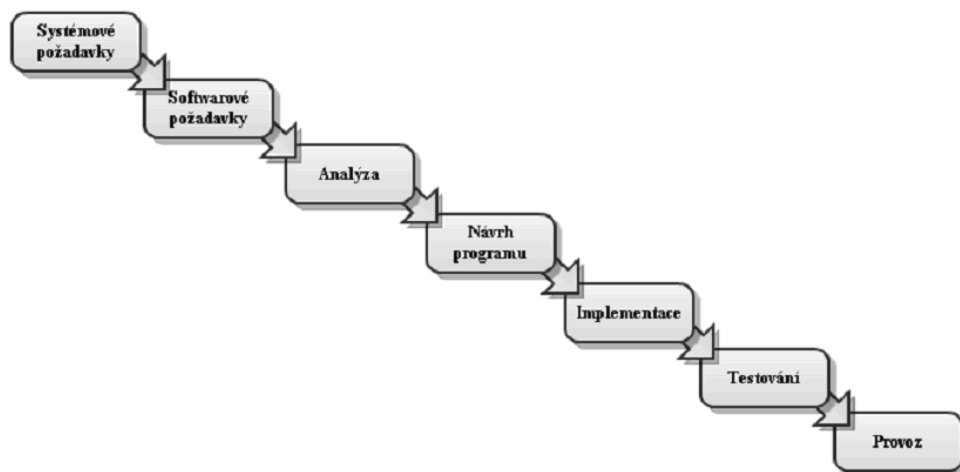 Systémové
požadavky
Softwarové
požadavky
Analýza
Návrh
programu
Implementace
Testování
Provoz